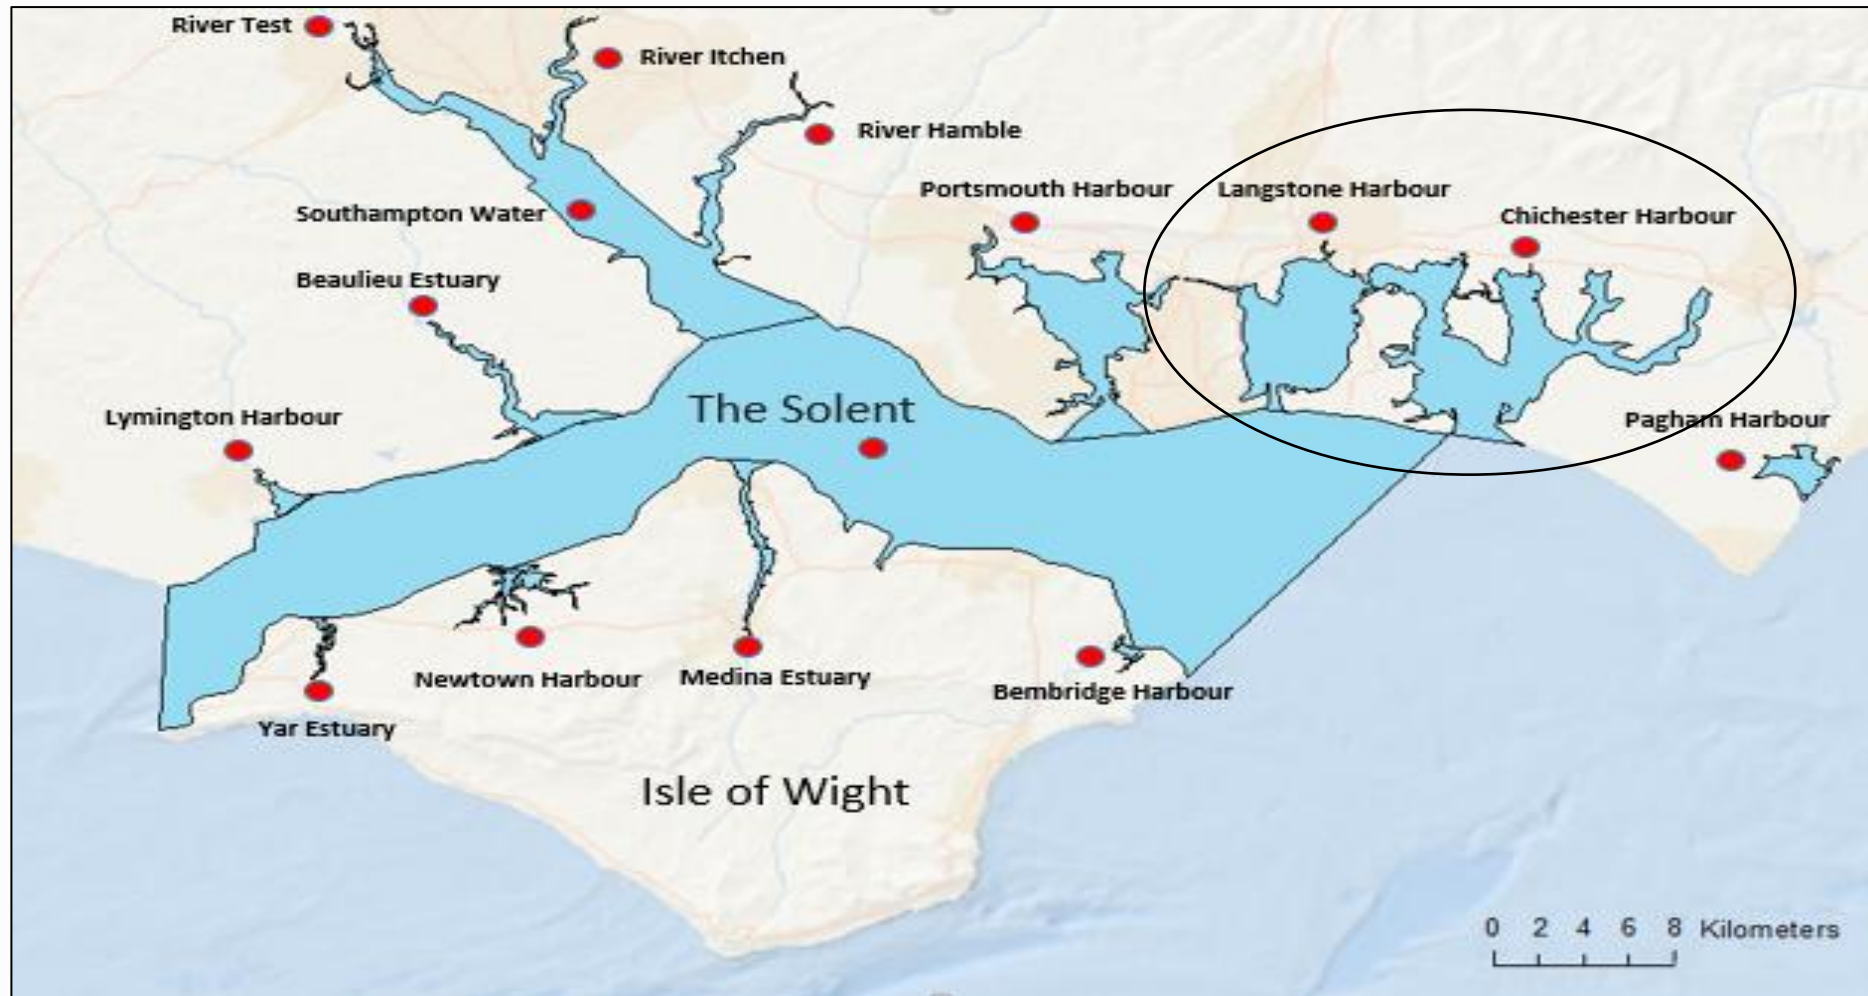 River Test
River Itchen
River Hamble
Portsmouth Harbour
Langstone Harbour
Chichester Harbour
Southampton Water
Beaulieu Estuary
The Solent
Lymington Harbour
Pagham Harbour
Newtown Harbour
Medina Estuary
Bembridge Harbour
Yar Estuary
Isle of Wight
0 2 4 6 8 Kilometers